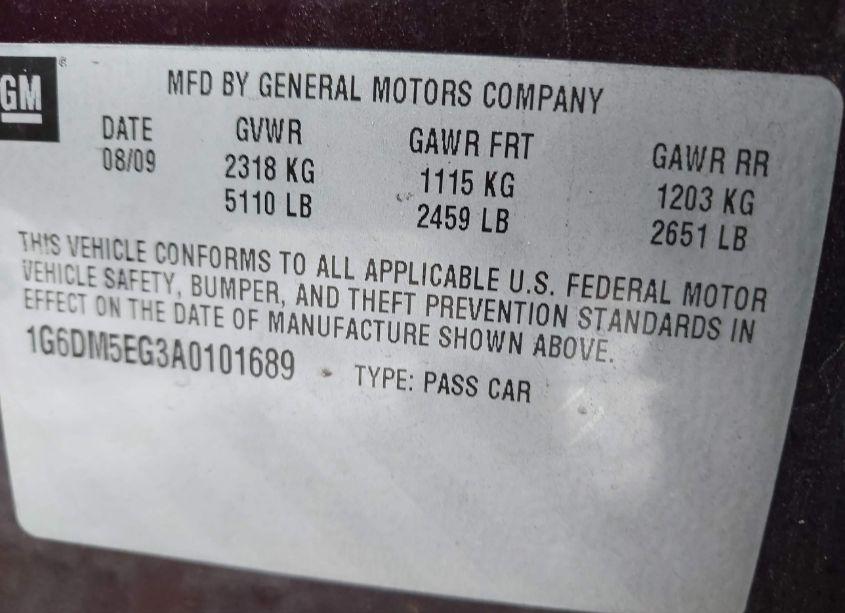 GM
MFD BY GENERAL MOTORS COMPANY
DATE GVWR GAWR FRT GAWR RR
08/09 2318 KG 1115 KG 1203 KG
5110 LB 2459 LB 2651 LB
THIS VEHICLE CONFORMS TO ALL APPLICABLE U.S. FEDERAL MOTOR
VEHICLE SAFETY, BUMPER, AND THEFT PREVENTION STANDARDS IN
EFFECT ON THE DATE OF MANUFACTURE SHOWN ABOVE.
1G6DM5EG3A0101689 TYPE: PASS CAR